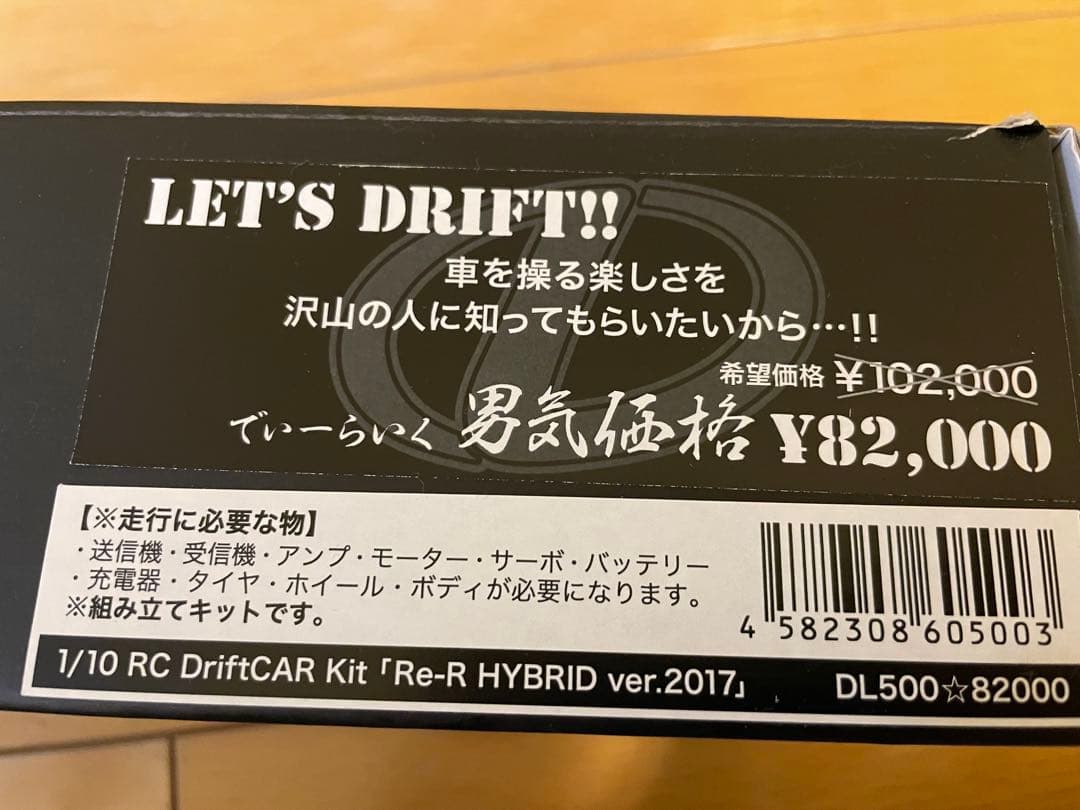 LET'S DRIFT!!
車を操る楽しさを
沢山の人に知ってもらいたいから…!!
希望価格 ¥102,000
でぃーらいく 男気価格 ¥82,000
【※走行に必要な物】
・送信機・受信機・アンプ・モーター・サーボ・バッテリー
・充電器・タイヤ・ホイール・ボディが必要になります。
※組み立てキットです。
4 582308 605003
1/10 RC DriftCAR Kit「Re-R HYBRID ver.2017」 DL500☆82000